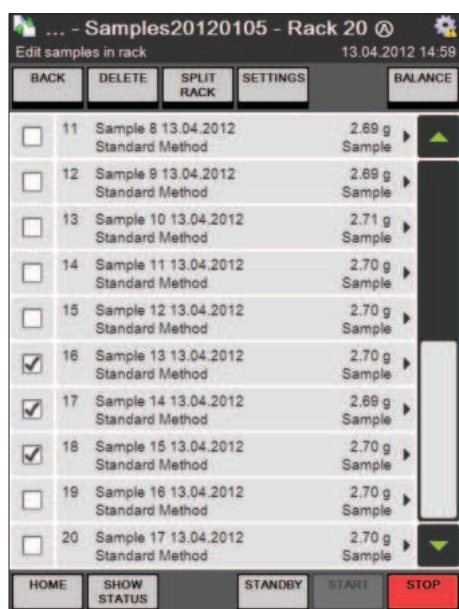 ... - Samples20120105 - Rack 20 Ⓐ
Edit samples in rack 13.04.2012 14:59
BACK DELETE SPLIT RACK SETTINGS BALANCE
11 Sample 8 13.04.2012 2.69 g
Standard Method Sample
12 Sample 9 13.04.2012 2.69 g
Standard Method Sample
13 Sample 10 13.04.2012 2.71 g
Standard Method Sample
14 Sample 11 13.04.2012 2.70 g
Standard Method Sample
15 Sample 12 13.04.2012 2.70 g
Standard Method Sample
16 Sample 13 13.04.2012 2.70 g
Standard Method Sample
17 Sample 14 13.04.2012 2.69 g
Standard Method Sample
18 Sample 15 13.04.2012 2.70 g
Standard Method Sample
19 Sample 16 13.04.2012 2.70 g
Standard Method Sample
20 Sample 17 13.04.2012 2.70 g
Standard Method Sample
HOME SHOW STATUS STANDBY START STOP